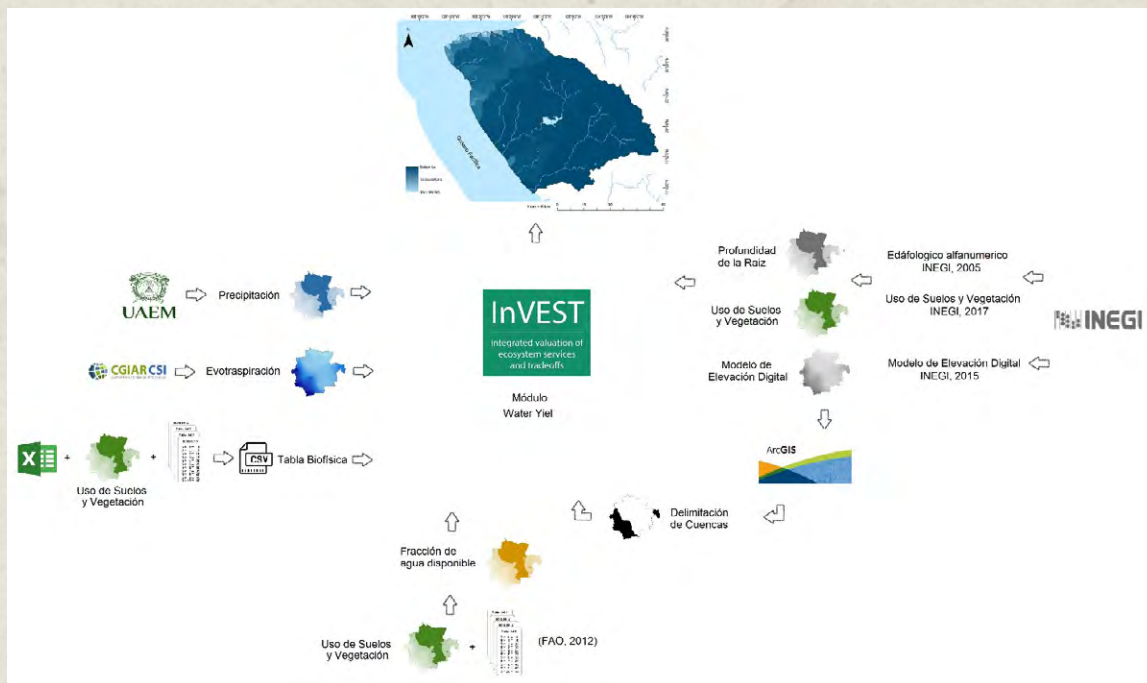 Océano Pacífico
Profundidad
de la Raiz
Edáfologico alfanumerico
INEGI, 2005
UAEM
Precipitación
InVEST
integrated valuation of
ecosystem services
and tradeoffs
Uso de Suelos
y Vegetación
Uso de Suelos y Vegetación
INEGI, 2017
INEGI
CGIAR CSI
Evotraspiración
Modelo de
Elevación Digital
Modelo de Elevación Digital
INEGI, 2015
Módulo
Water Yiel
ArcGIS
+
+
CSV
Tabla Biofísica
Uso de Suelos
y Vegetación
Delimitación
de Cuencas
Fracción de
agua disponible
Uso de Suelos
y Vegetación
+
(FAO, 2012)